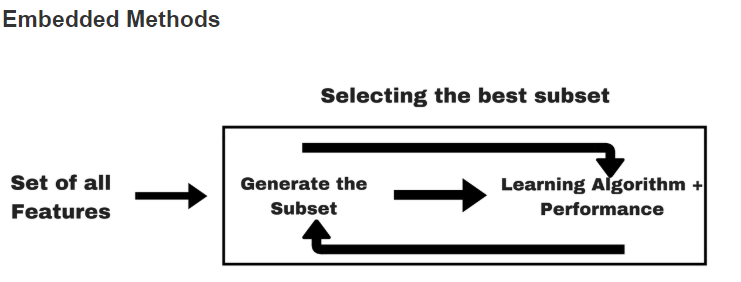 Embedded Methods
Selecting the best subset
Set of all
Features
Generate the
Subset
Learning Algorithm +
Performance